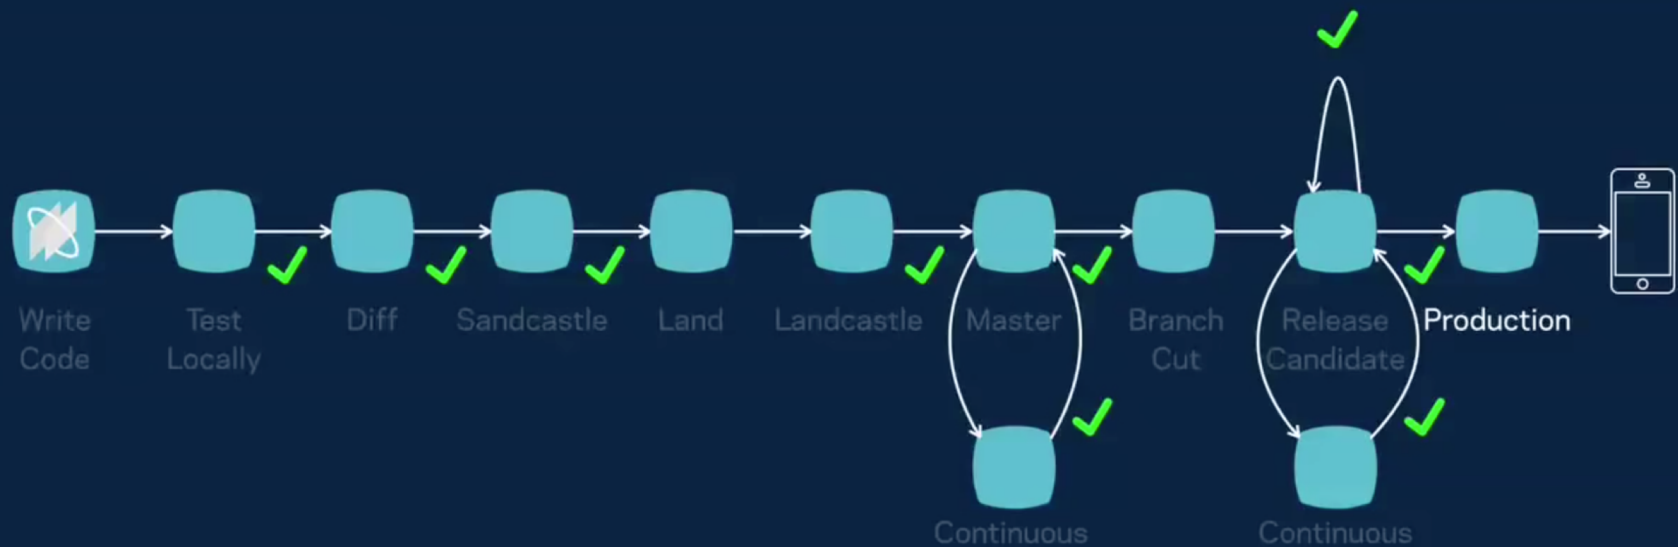 Write
Code
Test
Locally
Diff
Sandcastle
Land
Landcastle
Master
Branch
Cut
Release
Candidate
Production
Continuous
Continuous